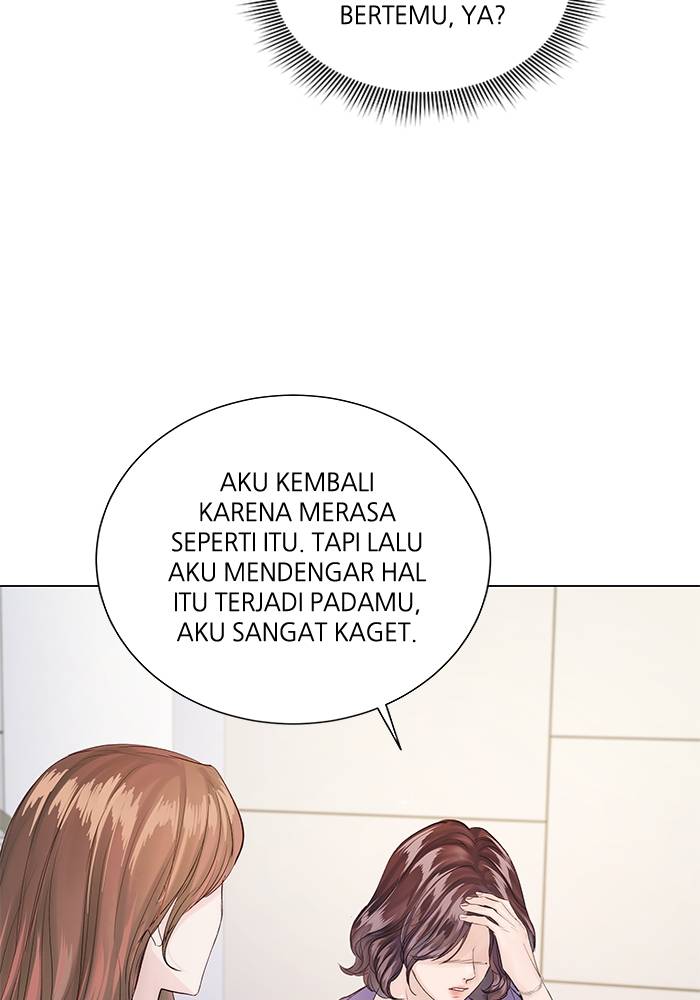 BERTEMU, YA?
AKU KEMBALI
KARENA MERASA
SEPERTI ITU. TAPI LALU
AKU MENDENGAR HAL
ITU TERJADI PADAMU,
AKU SANGAT KAGET.